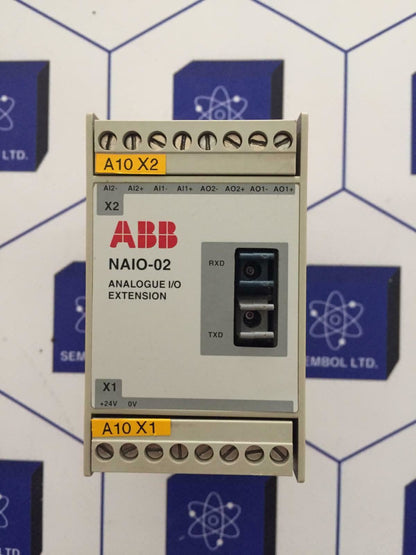 A10 X2
AI2- AI2+ AI1- AI1+ AO2- AO2+ AO1- AO1+
X2
ABB
NAIO-02
ANALOGUE I/O
EXTENSION
RXD
TXD
X1
+24V 0V
A10 X1
LTD.
SEMBOL LTD.
SEM